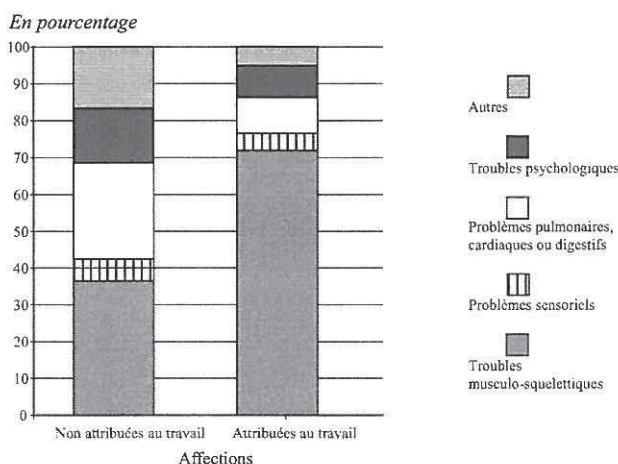 En pourcentage
100
90
80
70
60
50
40
30
20
10
0
Non attribuées au travail
Attribuées au travail
Affections
Autres
Troubles psychologiques
Problèmes pulmonaires,
cardiaques ou digestifs
Problèmes sensoriels
Troubles
musculo-squelettiques